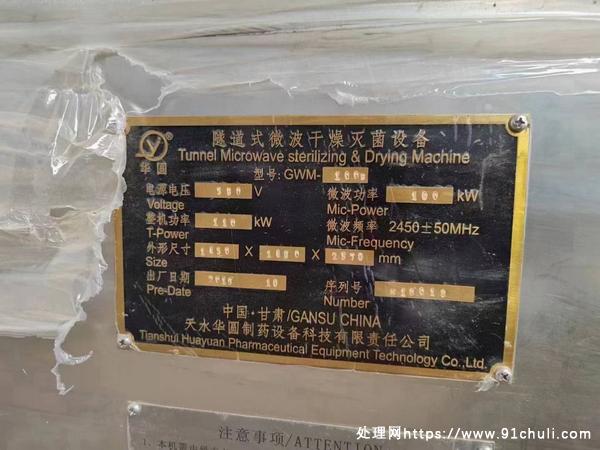 隧道式微波干燥灭菌设备
Tunnel Microwave sterilizing & Drying Machine
华圆
型号: GWM-
电源电压 380 V 微波功率 100 kW
Voltage Mic-Power
整机功率 110 kW 微波频率 2450±50MHz
T-Power Mic-Frequency
外形尺寸 X X mm
Size
出厂日期 10 序列号
Pre-Date Number
中国·甘肃/GANSU CHINA
天水华圆制药设备科技有限责任公司
Tianshui Huayuan Pharmaceutical Equipment Technology Co.,Ltd.
注意事项/ATTENTION
处理网https://www.91chuli.com